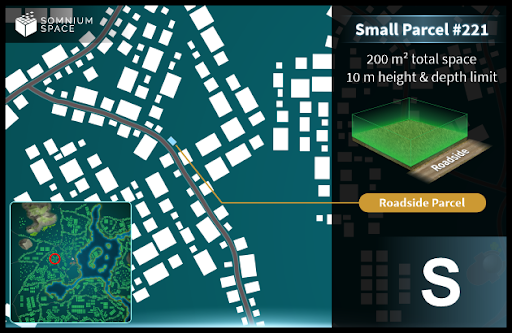 SOMNIUM
SPACE
Small Parcel #221
200 m² total space
10 m height & depth limit
Roadside
Roadside Parcel
S